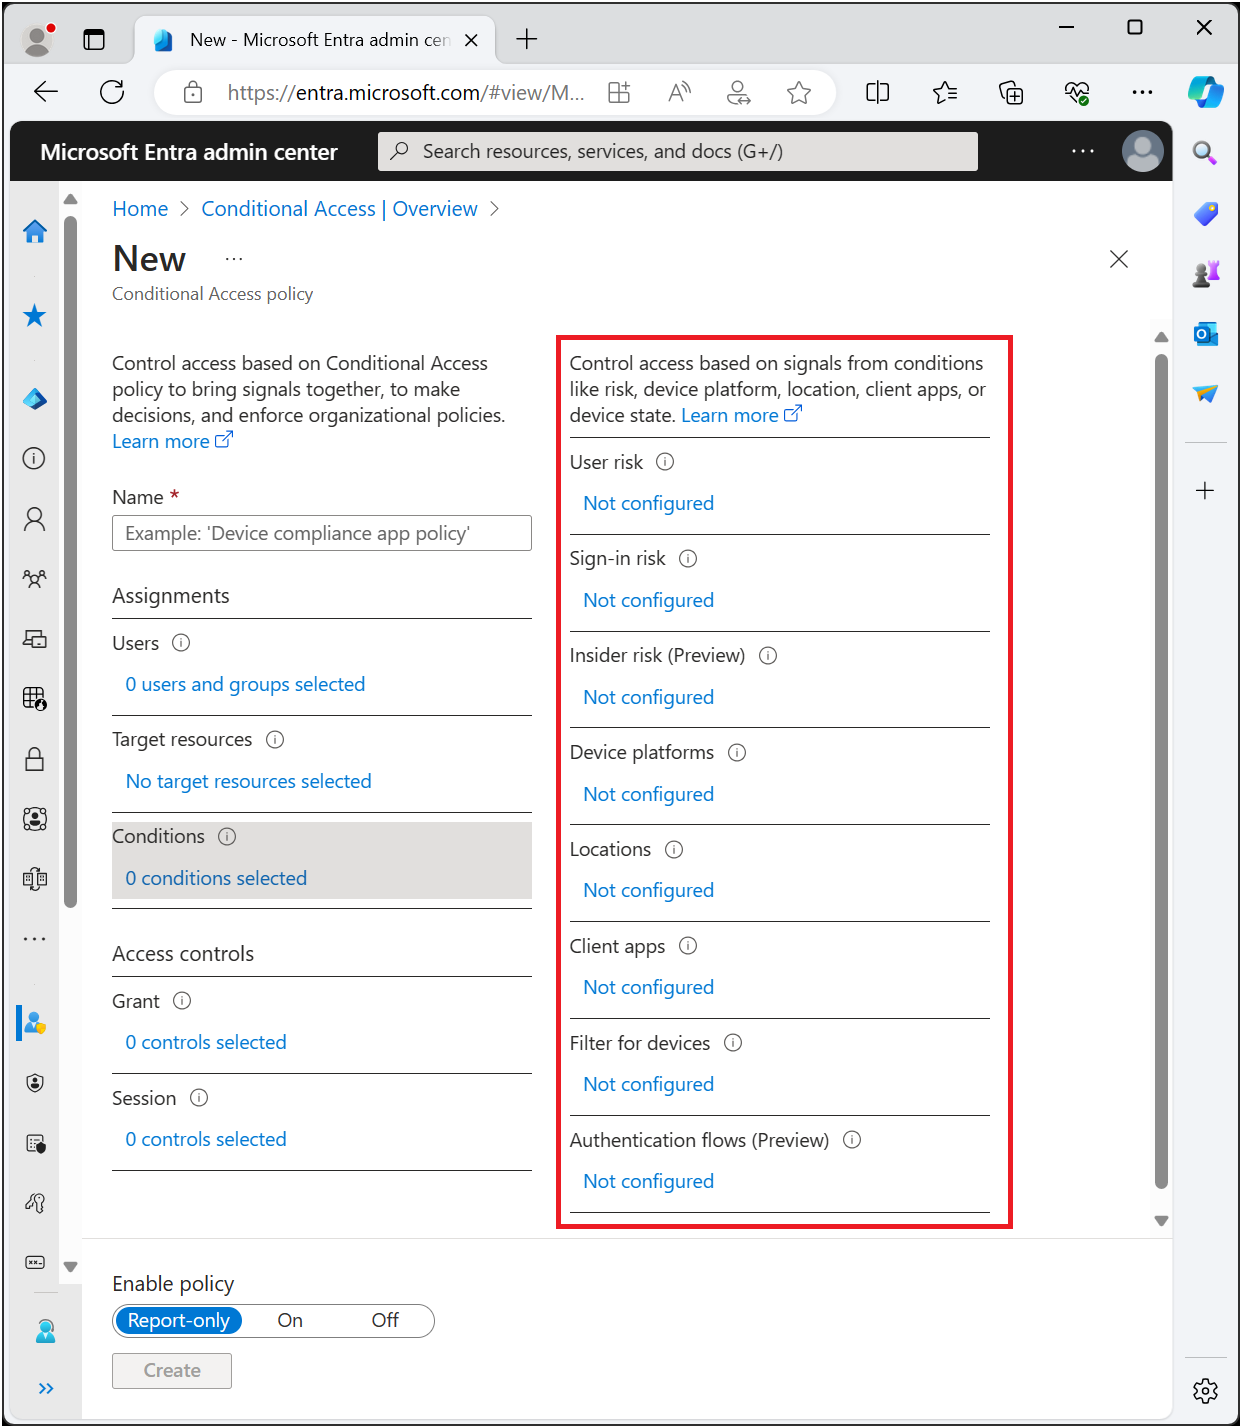 New - Microsoft Entra admin cen
https://entra.microsoft.com/#view/M...
Microsoft Entra admin center
Search resources, services, and docs (G+/)
Home > Conditional Access | Overview >
New
Conditional Access policy
Control access based on Conditional Access
policy to bring signals together, to make
decisions, and enforce organizational policies.
Learn more
Name *
Example: 'Device compliance app policy'
Assignments
Users
0 users and groups selected
Target resources
No target resources selected
Conditions
0 conditions selected
Access controls
Grant
0 controls selected
Session
0 controls selected
Control access based on signals from conditions
like risk, device platform, location, client apps, or
device state. Learn more
User risk
Not configured
Sign-in risk
Not configured
Insider risk (Preview)
Not configured
Device platforms
Not configured
Locations
Not configured
Client apps
Not configured
Filter for devices
Not configured
Authentication flows (Preview)
Not configured
Enable policy
Report-only On Off
Create